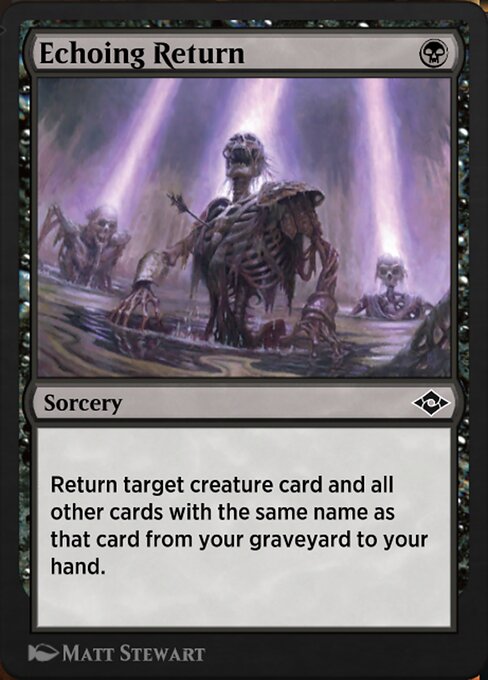 Echoing Return
Sorcery
Return target creature card and all
other cards with the same name as
that card from your graveyard to your
hand.
Matt Stewart